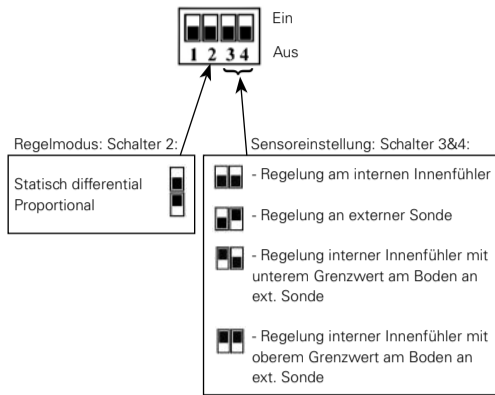 Ein
Aus
1 2 3 4
Regelmodus: Schalter 2:
Statisch differential
Proportional
Sensoreinstellung: Schalter 3&4:
- Regelung am internen Innenfühler
- Regelung an externer Sonde
- Regelung interner Innenfühler mit
unterem Grenzwert am Boden an
ext. Sonde
- Regelung interner Innenfühler mit
oberem Grenzwert am Boden an
ext. Sonde